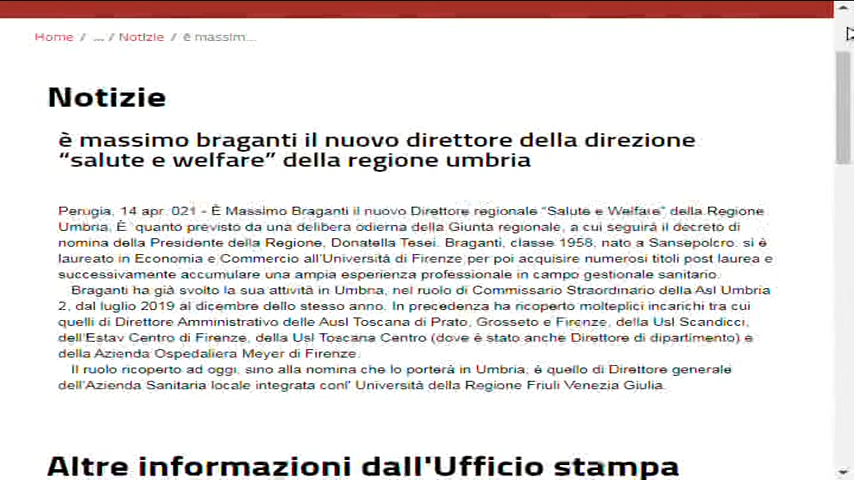 Home / ... / Notizie / è massim...
Notizie
è massimo braganti il nuovo direttore della direzione
“salute e welfare” della regione umbria
Perugia, 14 apr. 021 - È Massimo Braganti il nuovo Direttore regionale “Salute e Welfare” della Regione
Umbria. È quanto previsto da una delibera odierna della Giunta regionale, a cui seguirà il decreto di
nomina della Presidente della Regione, Donatella Tesei. Braganti, classe 1958, nato a Sansepolcro. si è
laureato in Economia e Commercio all'Università di Firenze per poi acquisire numerosi titoli post laurea e
successivamente accumulare una ampia esperienza professionale in campo gestionale sanitario.
Braganti ha già svolto la sua attività in Umbria, nel ruolo di Commissario Straordinario della Asl Umbria
2, dal luglio 2019 al dicembre dello stesso anno. In precedenza ha ricoperto molteplici incarichi tra cui
quelli di Direttore Amministrativo delle Ausl Toscana di Prato, Grosseto e Firenze, della Usl Scandicci,
dell'Estav Centro di Firenze, della Usl Toscana Centro (dove è stato anche Direttore di dipartimento) e
della Azienda Ospedaliera Meyer di Firenze.
Il ruolo ricoperto ad oggi, sino alla nomina che lo porterà in Umbria, è quello di Direttore generale
dell'Azienda Sanitaria locale integrata con l' Università della Regione Friuli Venezia Giulia.
Altre informazioni dall'Ufficio stampa